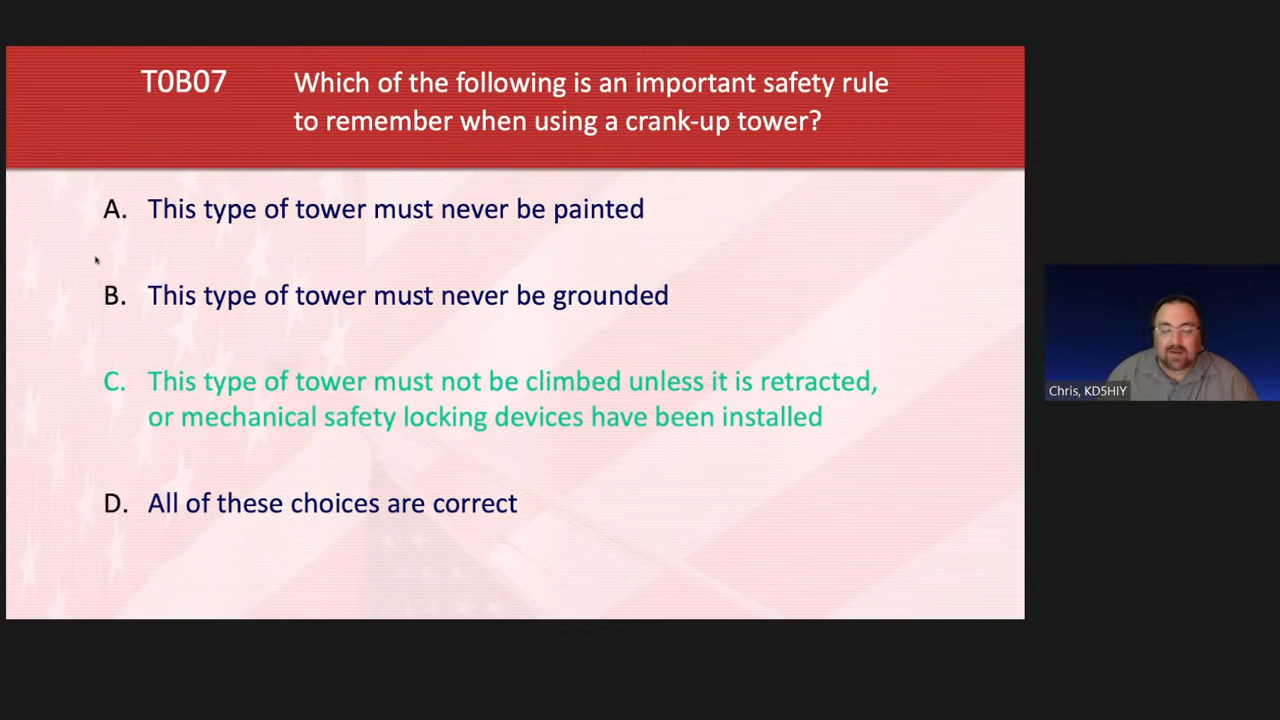 T0B07 Which of the following is an important safety rule
to remember when using a crank-up tower?
A. This type of tower must never be painted
B. This type of tower must never be grounded
C. This type of tower must not be climbed unless it is retracted,
or mechanical safety locking devices have been installed
D. All of these choices are correct
Chris, KD5HIY